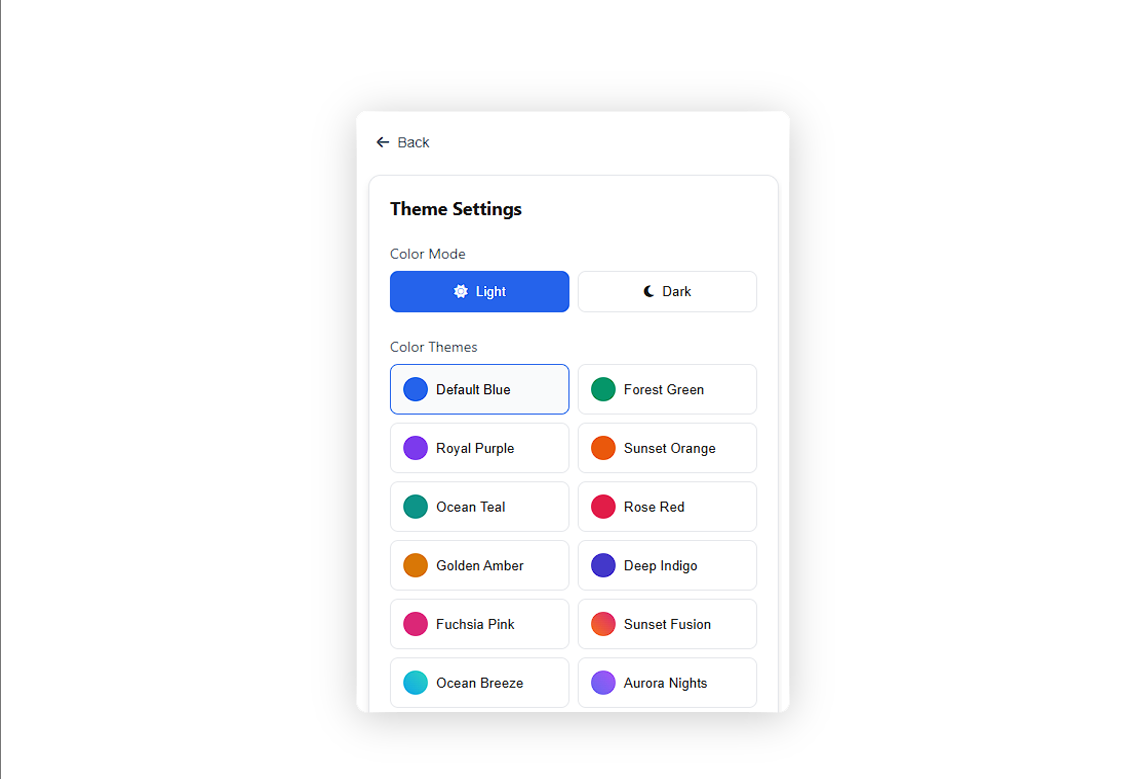 Back
Theme Settings
Color Mode
Light Dark
Color Themes
Default Blue Forest Green
Royal Purple Sunset Orange
Ocean Teal Rose Red
Golden Amber Deep Indigo
Fuchsia Pink Sunset Fusion
Ocean Breeze Aurora Nights